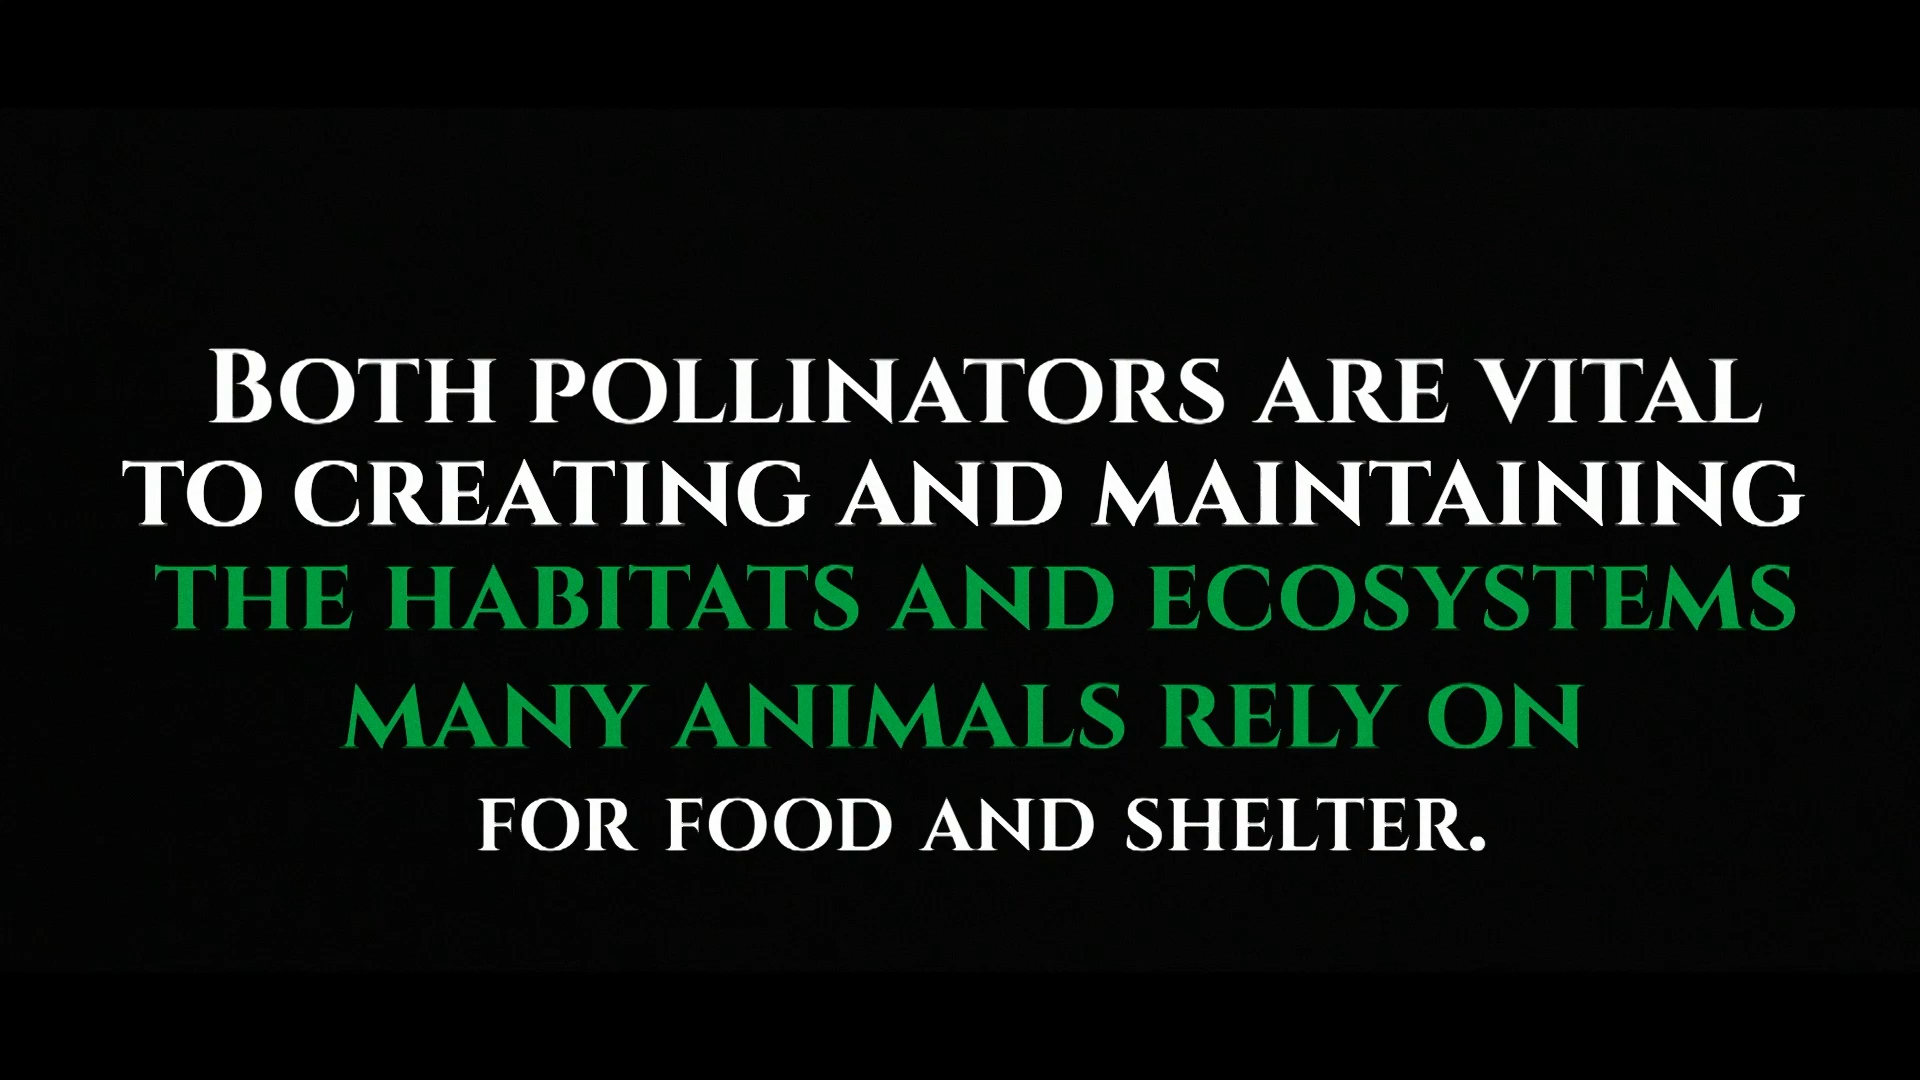 Both pollinators are vital
to creating and maintaining
the habitats and ecosystems
many animals rely on
for food and shelter.